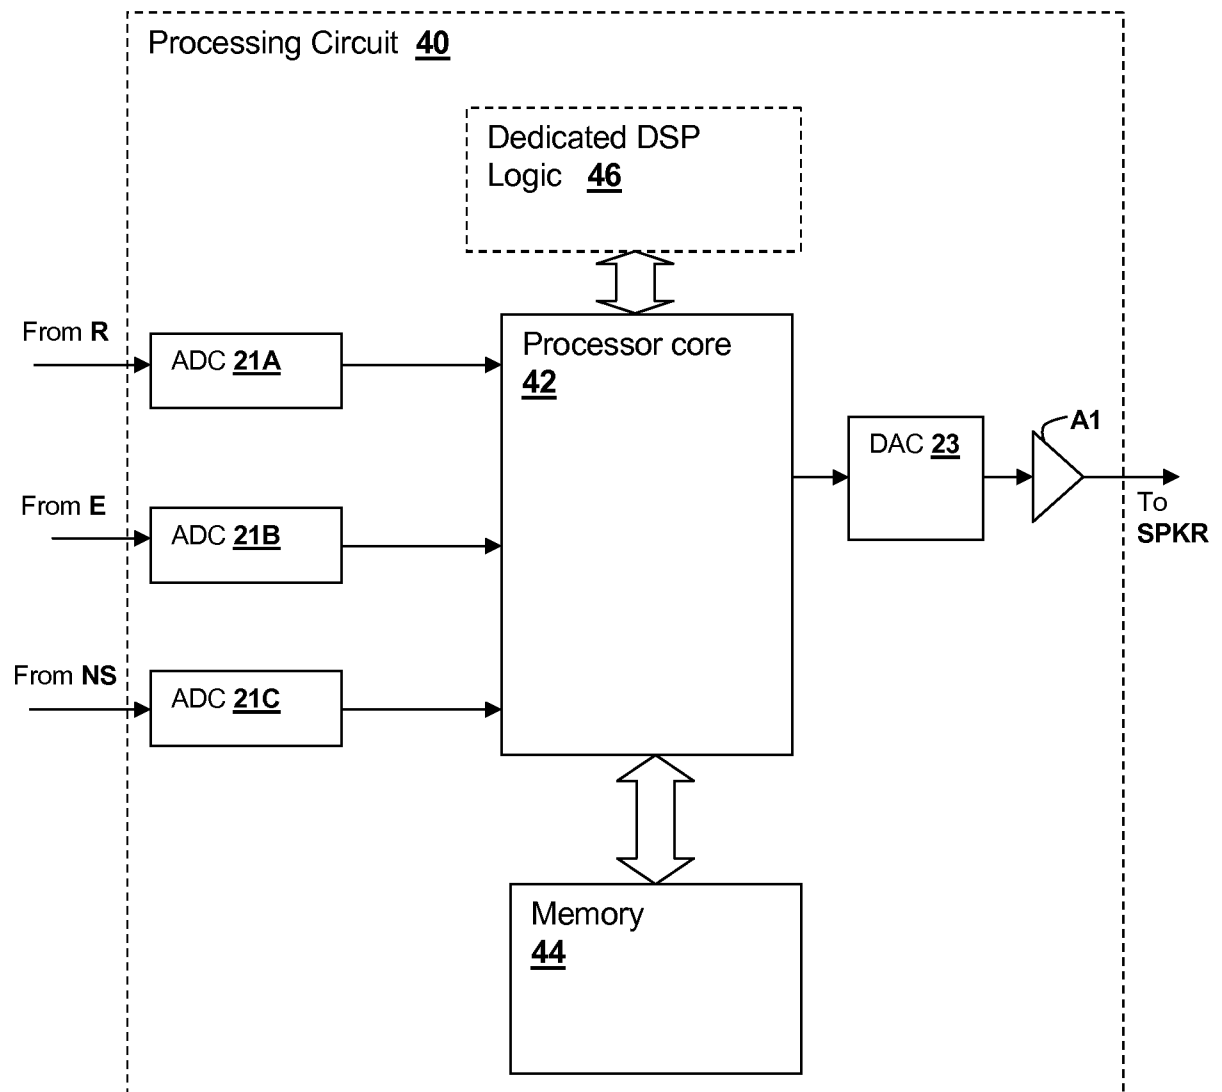 Processing Circuit 40
Dedicated DSP
Logic 46
From R
ADC 21A
Processor core
42
From E
ADC 21B
From NS
ADC 21C
DAC 23
A1
To
SPKR
Memory
44